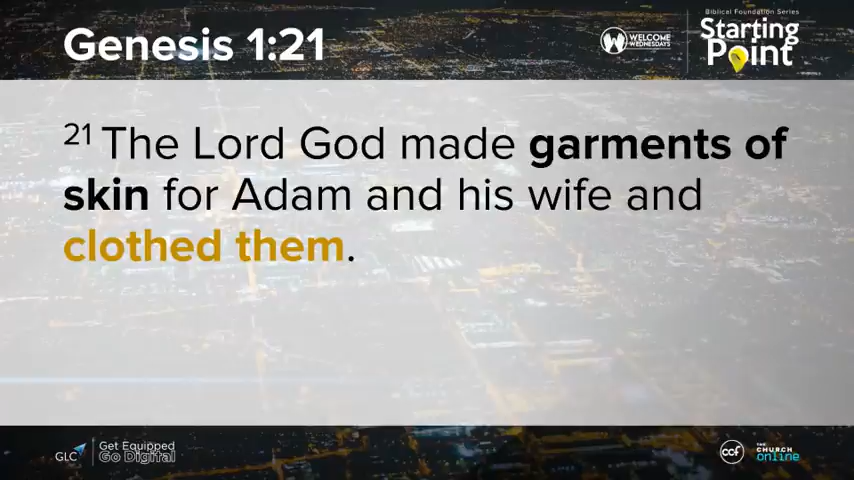 Genesis 1:21
WELCOME
WEDNESDAYS
Biblical Foundation Series
Starting
Point
21 The Lord God made garments of
skin for Adam and his wife and
clothed them.
GLC
Get Equipped
Go Digital
ccf
THE
CHURCH
online